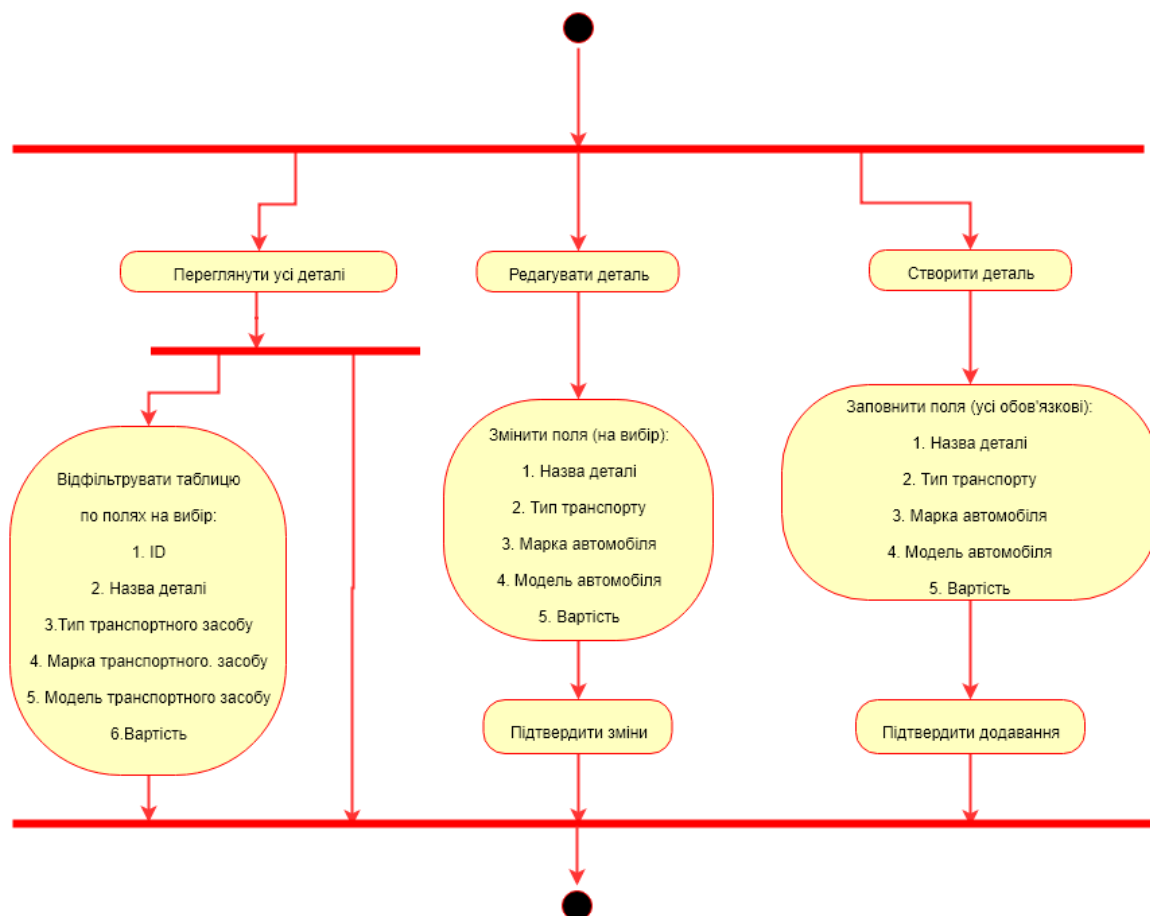 Переглянути усі деталі
Редагувати деталь
Створити деталь
Відфільтрувати таблицю
по полях на вибір:
1. ID
2. Назва деталі
3.Тип транспортного засобу
4. Марка транспортного. засобу
5. Модель транспортного засобу
6.Вартість
Змінити поля (на вибір):
1. Назва деталі
2. Тип транспорту
3. Марка автомобіля
4. Модель автомобіля
5. Вартість
Заповнити поля (усі обов'язкові):
1. Назва деталі
2. Тип транспорту
3. Марка автомобіля
4. Модель автомобіля
5. Вартість
Підтвердити зміни
Підтвердити додавання